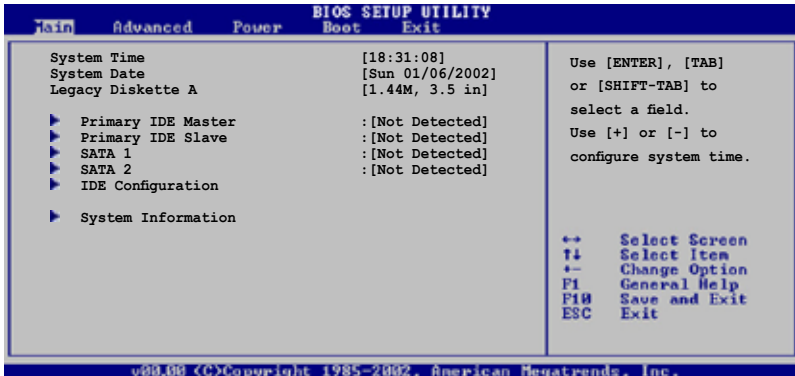 BIOS SETUP UTILITY
Main Advanced Power Boot Exit
System Time [18:31:08]
System Date [Sun 01/06/2002]
Legacy Diskette A [1.44M, 3.5 in]
Primary IDE Master :[Not Detected]
Primary IDE Slave :[Not Detected]
SATA 1 :[Not Detected]
SATA 2 :[Not Detected]
IDE Configuration
System Information
Use [ENTER], [TAB]
or [SHIFT-TAB] to
select a field.
Use [+] or [-] to
configure system time.
↔ Select Screen
↑↓ Select Item
+- Change Option
F1 General Help
F10 Save and Exit
ESC Exit
v00.00 (C)Copyright 1985-2002, American Megatrends, Inc.